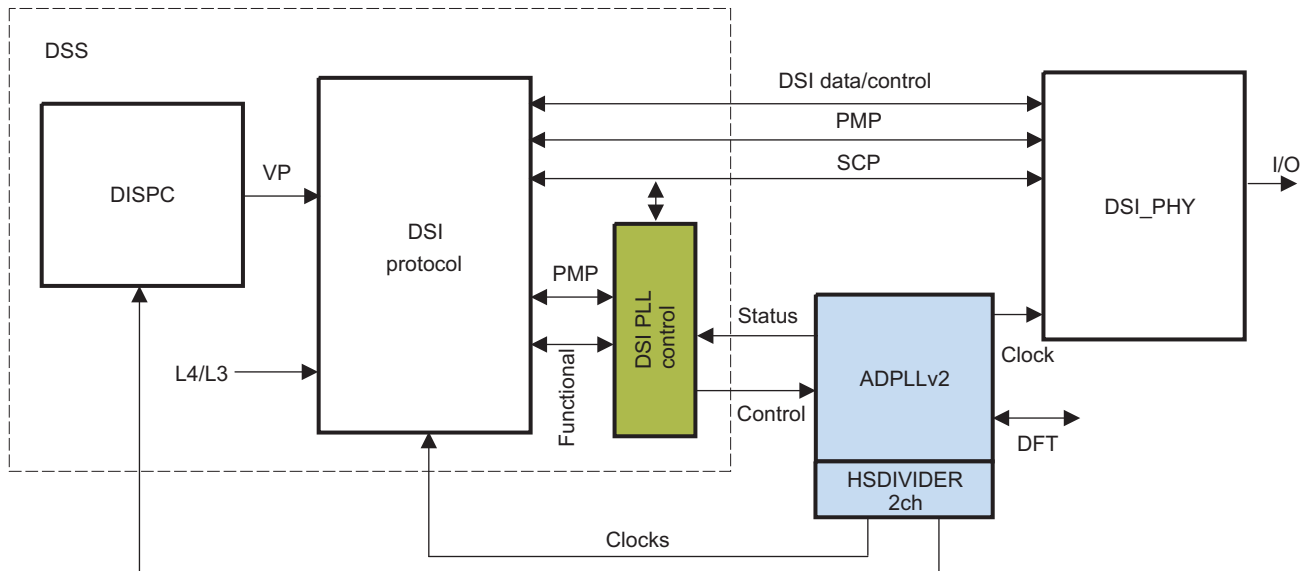 DSS
DSI data/control
PMP
SCP
I/O
VP
DISPC
DSI
protocol
DSI_PHY
PMP
DSI PLL
control
Status
Clock
L4/L3
Functional
ADPLLv2
Control
DFT
HSDIVIDER
2ch
Clocks